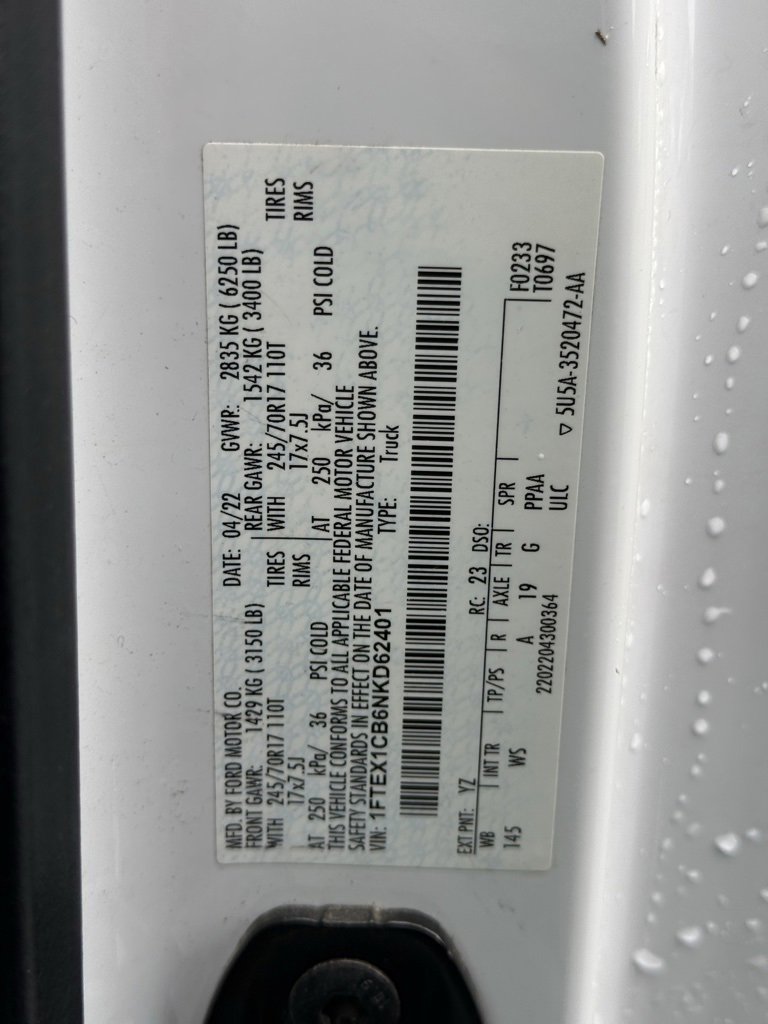 MFD. BY FORD MOTOR CO. DATE: 04/22 GVWR: 2835 KG ( 6250 LB)
FRONT GAWR: 1429 KG ( 3150 LB) REAR GAWR: 1542 KG ( 3400 LB)
WITH 245/70R17 110T TIRES WITH 245/70R17 110T TIRES
17x7.5J RIMS 17x7.5J RIMS
AT 250 kPa/ 36 PSI COLD AT 250 kPa/ 36 PSI COLD
THIS VEHICLE CONFORMS TO ALL APPLICABLE FEDERAL MOTOR VEHICLE
SAFETY STANDARDS IN EFFECT ON THE DATE OF MANUFACTURE SHOWN ABOVE.
VIN: 1FTEX1CB6NKD62401 TYPE: Truck
EXT PNT: YZ RC: 23 DSO:
WB INT TR TP/PS R AXLE TR SPR F0233
145 WS A 19 G PPAA T0697
2202204300364 ULC ▽ 5U5A-3520472-AA